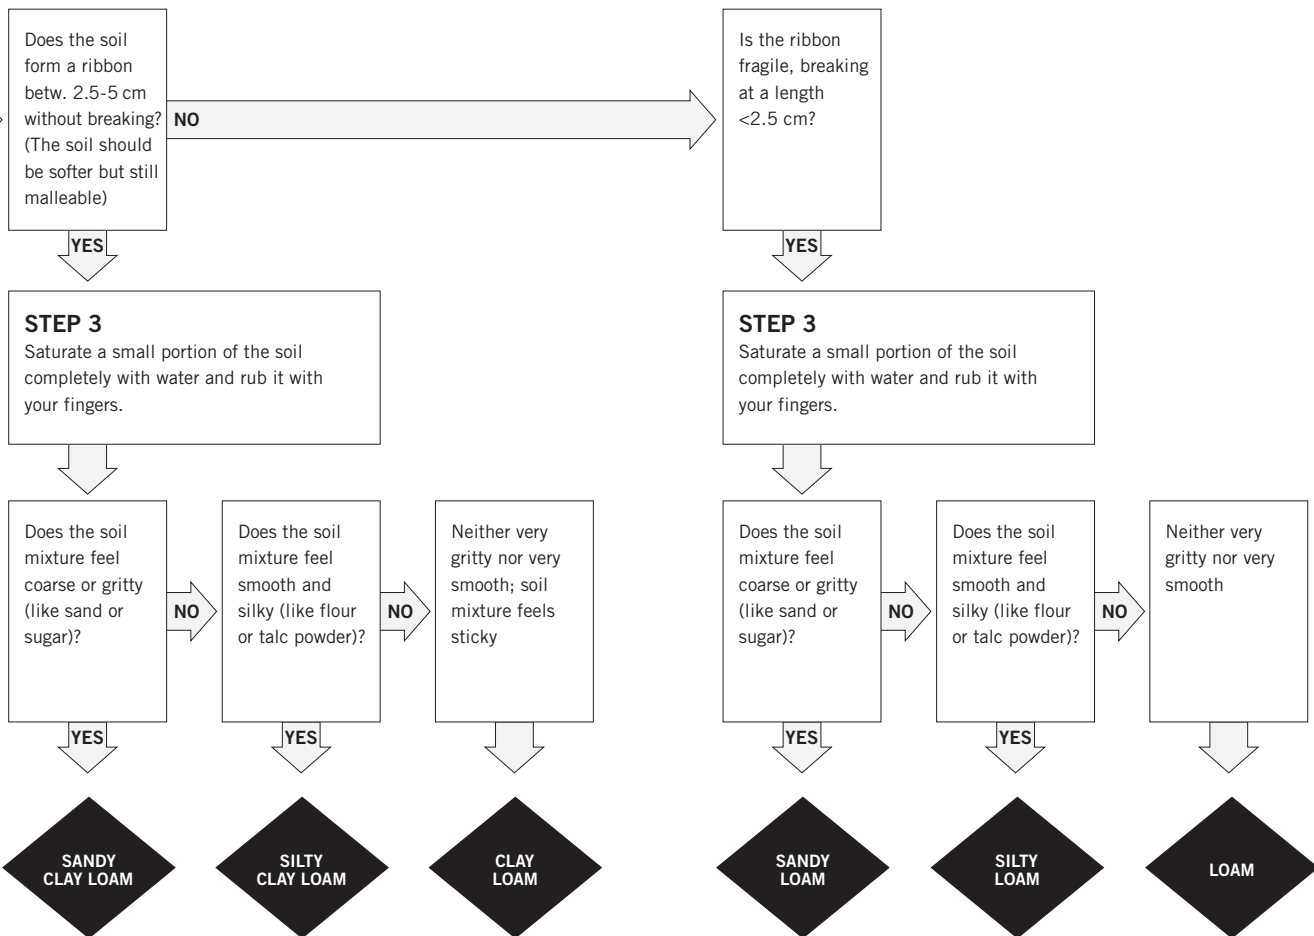 Does the soil
form a ribbon
betw. 2.5-5 cm
without breaking?
(The soil should
be softer but still
malleable)
NO
Is the ribbon
fragile, breaking
at a length
<2.5 cm?
YES
YES
STEP 3
Saturate a small portion of the soil
completely with water and rub it with
your fingers.
STEP 3
Saturate a small portion of the soil
completely with water and rub it with
your fingers.
Does the soil
mixture feel
coarse or gritty
(like sand or
sugar)?
NO
Does the soil
mixture feel
smooth and
silky (like flour
or talc powder)?
NO
Neither very
gritty nor very
smooth; soil
mixture feels
sticky
Does the soil
mixture feel
coarse or gritty
(like sand or
sugar)?
NO
Does the soil
mixture feel
smooth and
silky (like flour
or talc powder)?
NO
Neither very
gritty nor very
smooth
YES
YES
YES
YES
SANDY
CLAY LOAM
SILTY
CLAY LOAM
CLAY
LOAM
SANDY
LOAM
SILTY
LOAM
LOAM